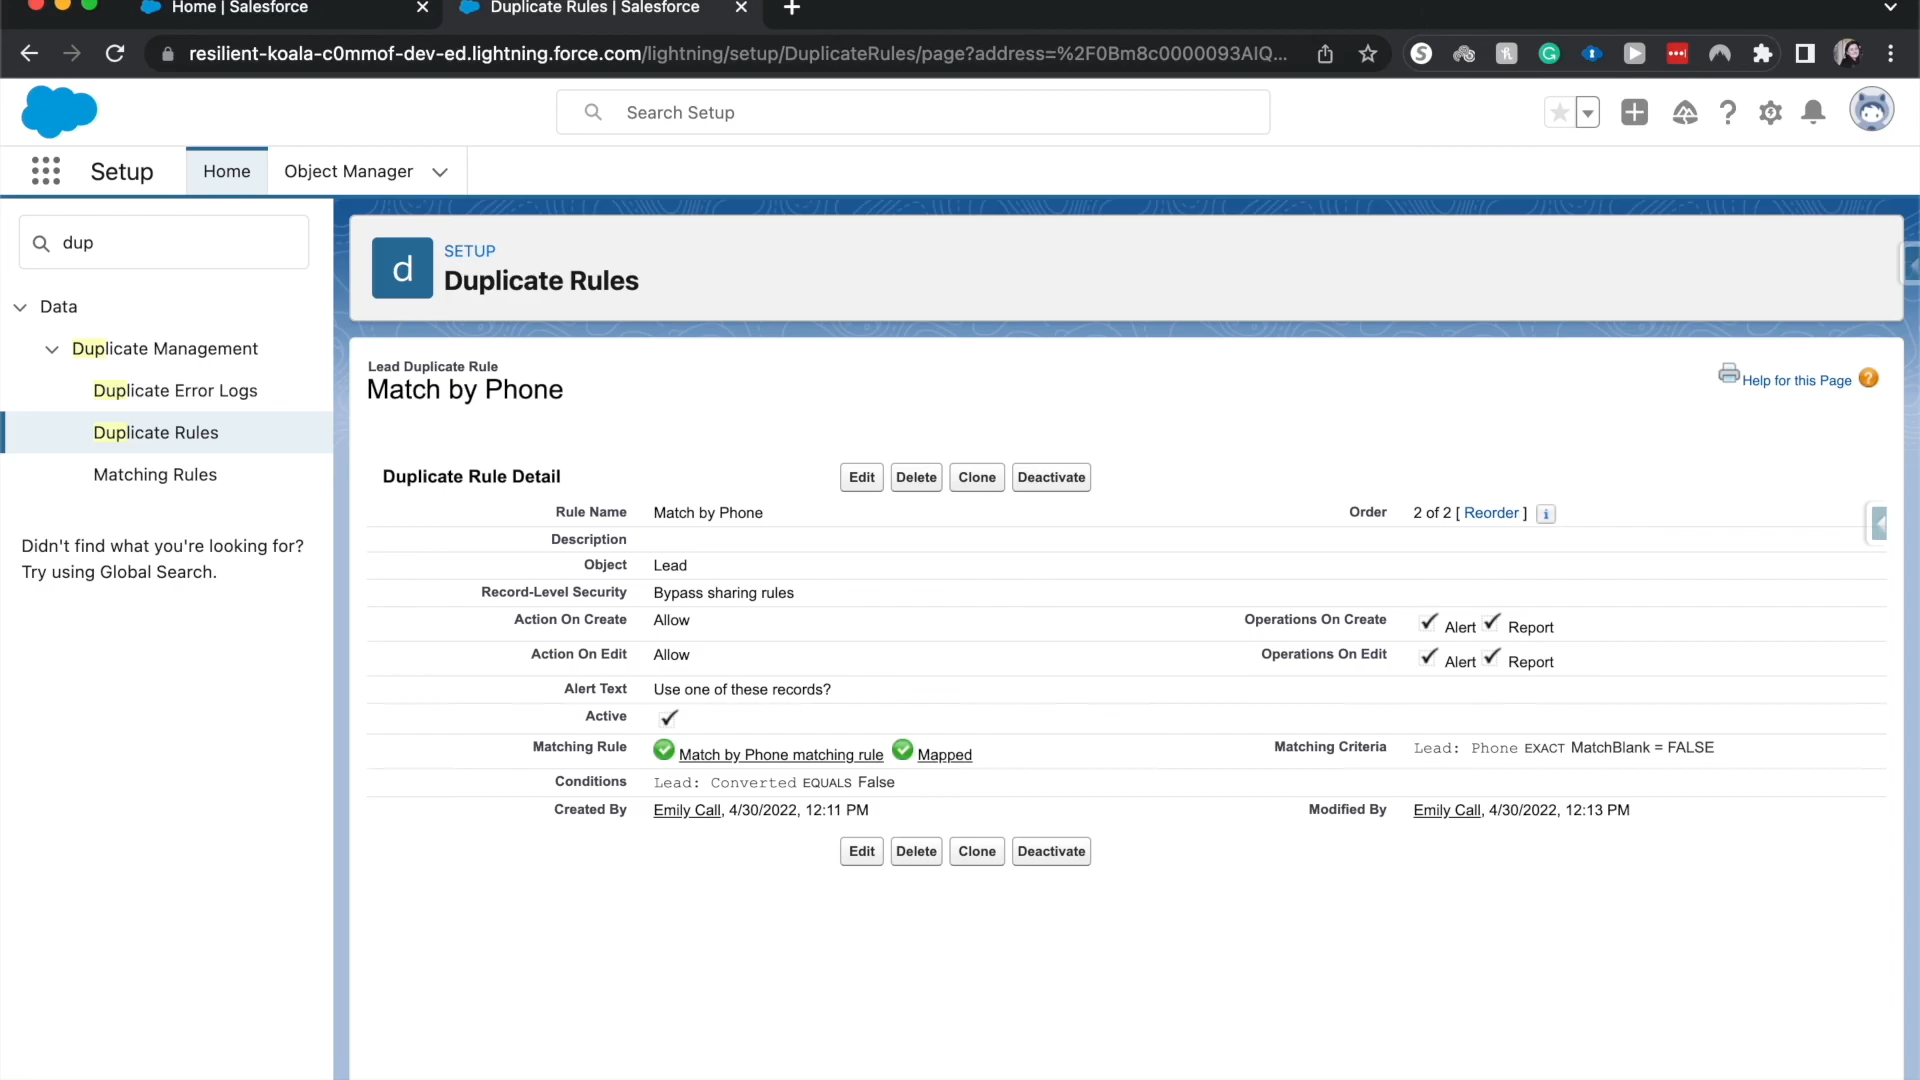 Home | Salesforce
Duplicate Rules | Salesforce
resilient-koala-c0mmof-dev-ed.lightning.force.com/lightning/setup/DuplicateRules/page?address=%2F0Bm8c0000093AIQ...
Search Setup
Setup
Home
Object Manager
dup
Data
Duplicate Management
Duplicate Error Logs
Duplicate Rules
Matching Rules
Didn't find what you're looking for?
Try using Global Search.
d
SETUP
Duplicate Rules
Lead Duplicate Rule
Match by Phone
Help for this Page ?
Duplicate Rule Detail
Edit Delete Clone Deactivate
Rule Name Match by Phone
Order 2 of 2 [ Reorder ] i
Description
Object Lead
Record-Level Security Bypass sharing rules
Action On Create Allow
Operations On Create Alert Report
Action On Edit Allow
Operations On Edit Alert Report
Alert Text Use one of these records?
Active
Matching Rule Match by Phone matching rule Mapped
Matching Criteria Lead: Phone EXACT MatchBlank = FALSE
Conditions Lead: Converted EQUALS False
Created By Emily Call, 4/30/2022, 12:11 PM
Modified By Emily Call, 4/30/2022, 12:13 PM
Edit Delete Clone Deactivate